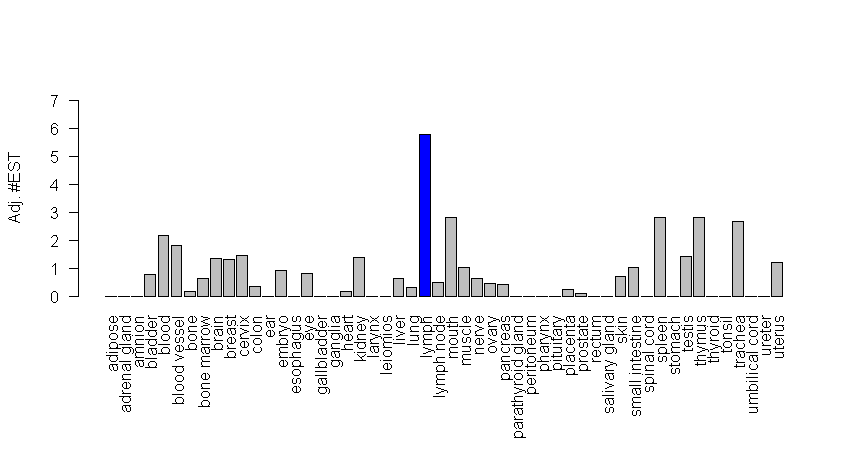 Adj. #EST
7
6
5
4
3
2
1
0
adipose
adrenal gland
amnion
bladder
blood
blood vessel
bone
bone marrow
brain
breast
cervix
colon
ear
embryo
esophagus
eye
gallbladder
ganglia
heart
kidney
larynx
leiomios
liver
lung
lymph
lymph node
mouth
muscle
nerve
ovary
pancreas
parathyroid gland
peritoneum
pharynx
pituitary
placenta
prostate
rectum
salivary gland
skin
small intestine
spinal cord
spleen
stomach
testis
thymus
thyroid
tonsil
trachea
umbilical cord
ureter
uterus